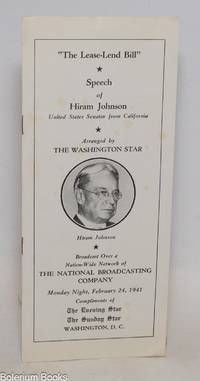 "The Lease-Lend Bill"
Speech
of
Hiram Johnson
United States Senator from California
Arranged by
THE WASHINGTON STAR
Hiram Johnson
Broadcast Over a
Nation-Wide Network of
THE NATIONAL BROADCASTING
COMPANY
Monday Night, February 24, 1941
Compliments of
The Evening Star
The Sunday Star
WASHINGTON, D. C.
Bolerium Books